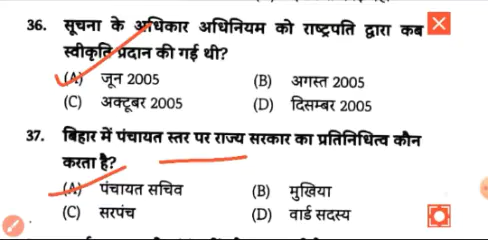 36. सूचना के अधिकार अधिनियम को राष्ट्रपति द्वारा कब
स्वीकृति प्रदान की गई थी?
(A) जून 2005 (B) अगस्त 2005
(C) अक्टूबर 2005 (D) दिसम्बर 2005
37. बिहार में पंचायत स्तर पर राज्य सरकार का प्रतिनिधित्व कौन
करता है?
(A) पंचायत सचिव (B) मुखिया
(C) सरपंच (D) वार्ड सदस्य